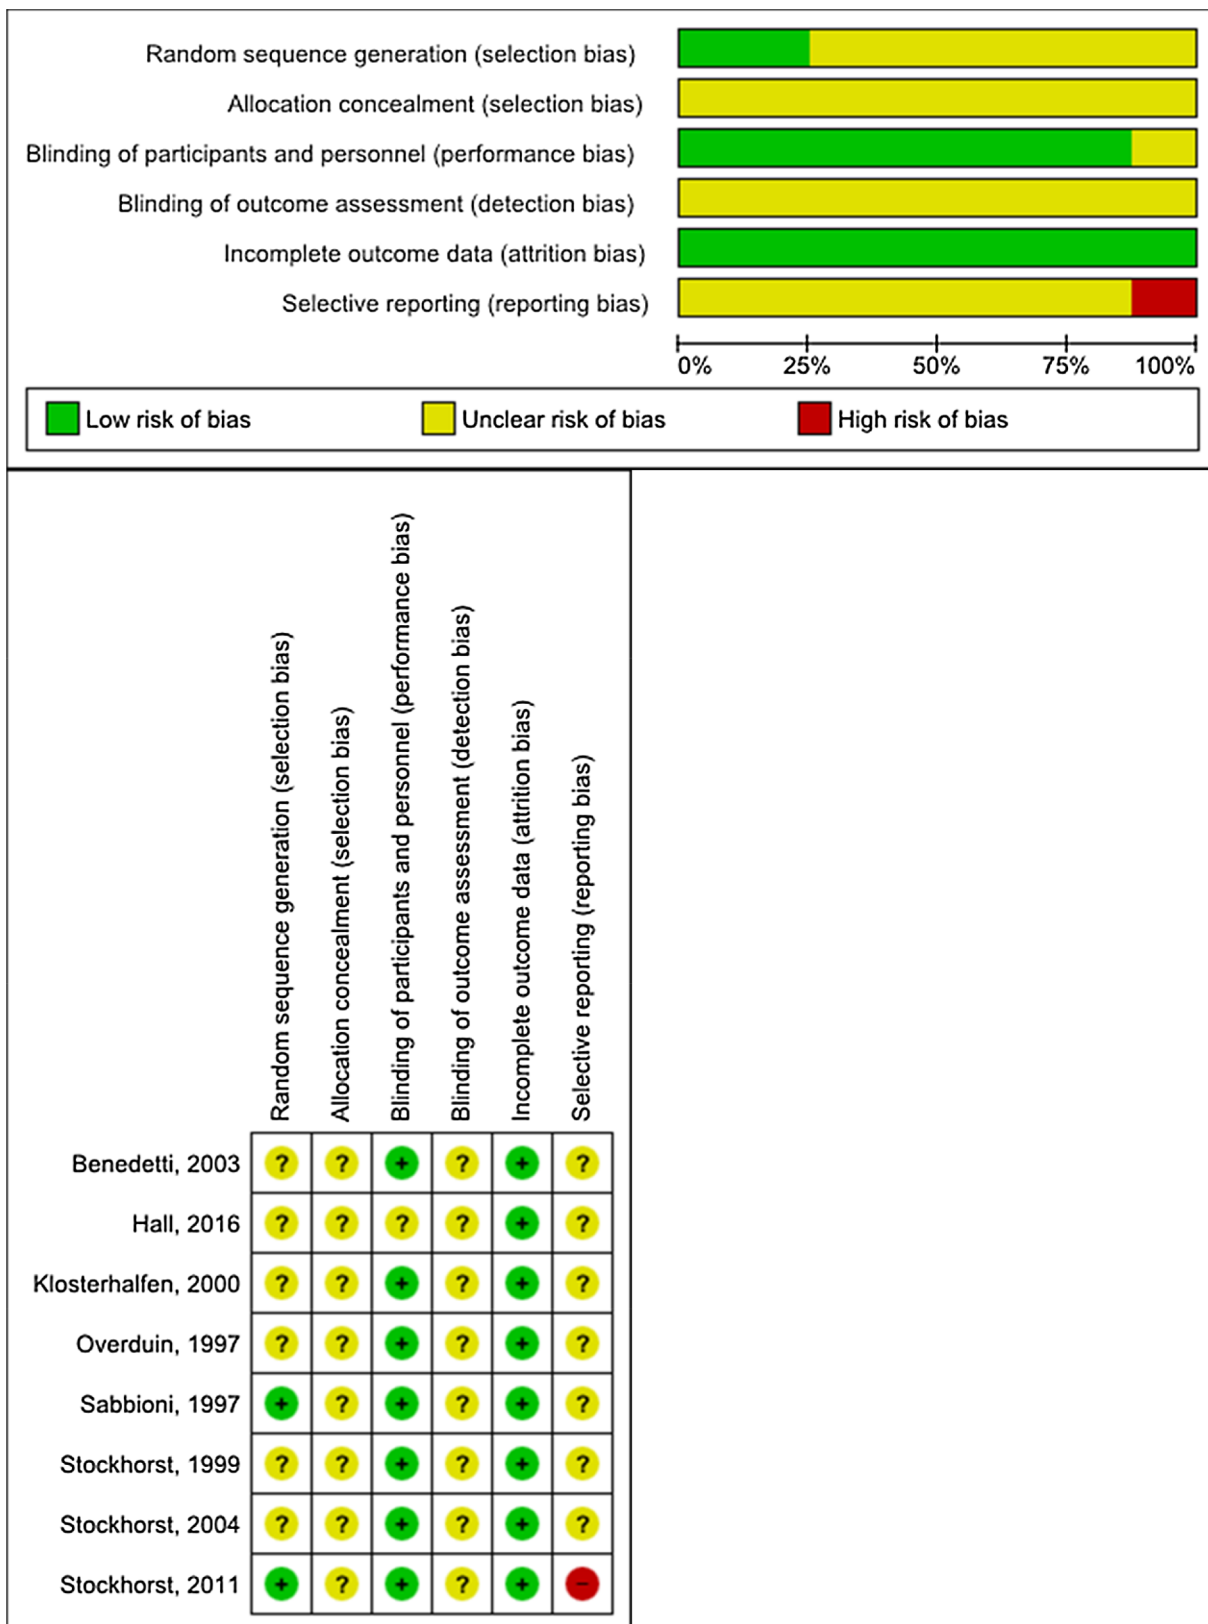 Random sequence generation (selection bias)
Allocation concealment (selection bias)
Blinding of participants and personnel (performance bias)
Blinding of outcome assessment (detection bias)
Incomplete outcome data (attrition bias)
Selective reporting (reporting bias)
0% 25% 50% 75% 100%
Low risk of bias Unclear risk of bias High risk of bias
Random sequence generation (selection bias)
Allocation concealment (selection bias)
Blinding of participants and personnel (performance bias)
Blinding of outcome assessment (detection bias)
Incomplete outcome data (attrition bias)
Selective reporting (reporting bias)
Benedetti, 2003 ? ? + ? + ?
Hall, 2016 ? ? ? ? + ?
Klosterhalfen, 2000 ? ? + ? + ?
Overduin, 1997 ? ? + ? + ?
Sabbioni, 1997 + ? + ? + ?
Stockhorst, 1999 ? ? + ? + ?
Stockhorst, 2004 ? ? + ? + ?
Stockhorst, 2011 + ? + ? + −